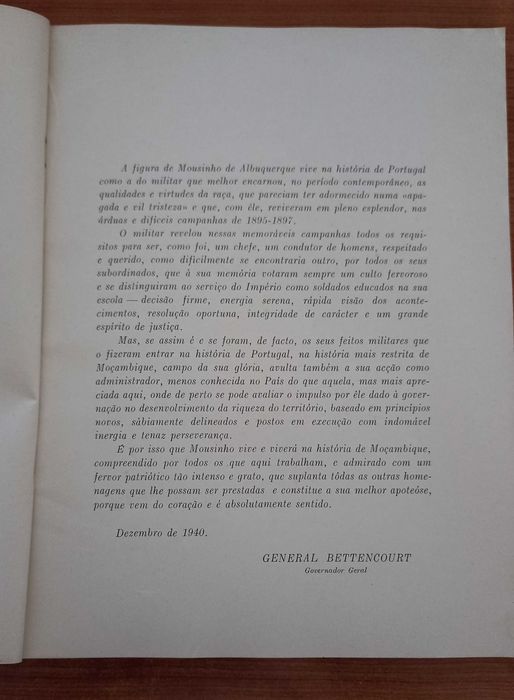 A figura de Mousinho de Albuquerque vive na história de Portugal
como a do militar que melhor encarnou, no período contemporâneo, as
qualidades e virtudes da raça, que pareciam ter adormecido numa «apa-
gada e vil tristeza» e que, com êle, reviveram em pleno esplendor, nas
árduas e difíceis campanhas de 1895-1897.
O militar revelou nessas memoráveis campanhas todos os requi-
sitos para ser, como foi, um chefe, um condutor de homens, respeitado
e querido, como dificilmente se encontraria outro, por todos os seus
subordinados, que à sua memória votaram sempre um culto fervoroso
e se distinguiram ao serviço do Império como soldados educados na sua
escola — decisão firme, energia serena, rápida visão dos aconte-
cimentos, resolução oportuna, integridade de carácter e um grande
espírito de justiça.
Mas, se assim é e se foram, de facto, os seus feitos militares que
o fizeram entrar na história de Portugal, na história mais restrita de
Moçambique, campo da sua glória, avulta também a sua acção como
administrador, menos conhecida no País do que aquela, mas mais apre-
ciada aqui, onde de perto se pode avaliar o impulso por êle dado à gover-
nação no desenvolvimento da riqueza do território, baseado em princípios
novos, sàbiamente delineados e postos em execução com indomável
inergia e tenaz perseverança.
É por isso que Mousinho vive e viverá na história de Moçambique,
compreendido por todos os que aqui trabalham, e admirado com um
fervor patriótico tão intenso e grato, que suplanta tôdas as outras home-
nagens que lhe possam ser prestadas e constitue a sua melhor apoteóse,
porque vem do coração e é absolutamente sentido.
Dezembro de 1940.
GENERAL BETTENCOURT
Governador Geral